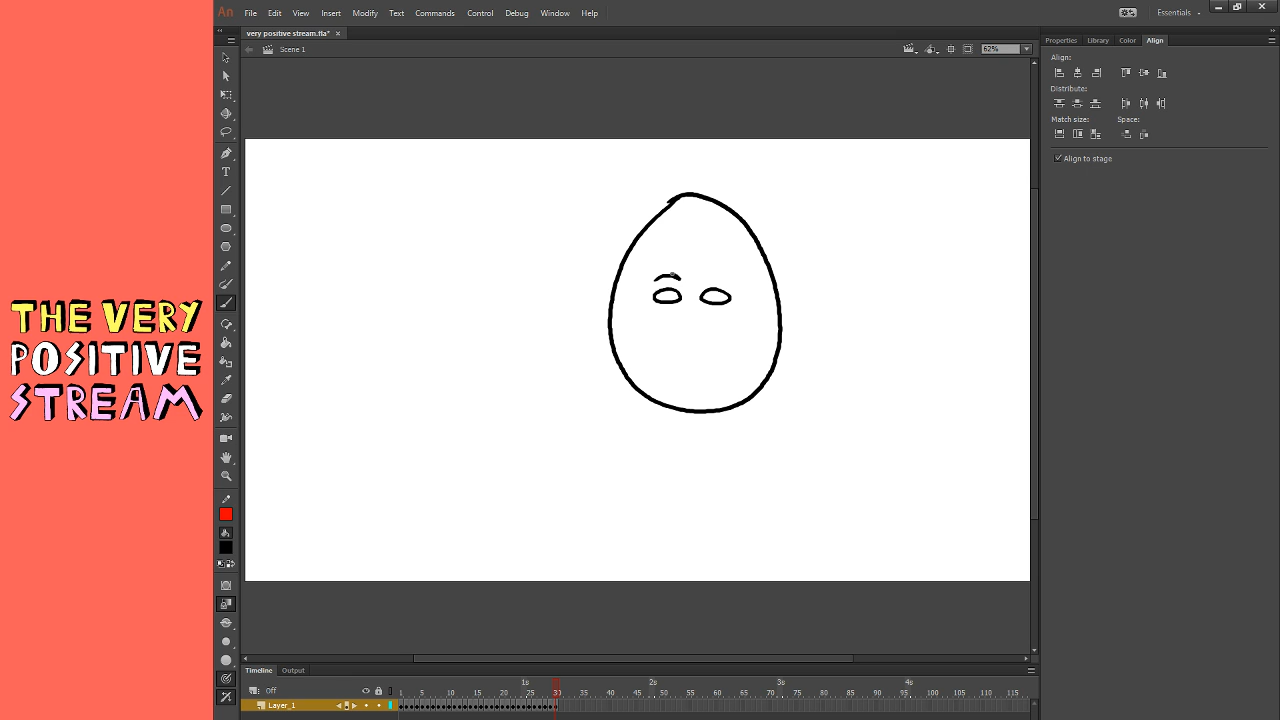 THE VERY
POSITIVE
STREAM
An File Edit View Insert Modify Text Commands Control Debug Window Help Essentials
very positive stream.fla*
Scene 1
62%
Properties Library Color Align
Align:
Distribute:
Match size: Space:
Align to stage
Timeline Output
Off
1s 2s 3s 4s
1 5 10 15 20 25 30 35 40 45 50 55 60 65 70 75 80 85 90 95 100 105 110 115
Layer_1